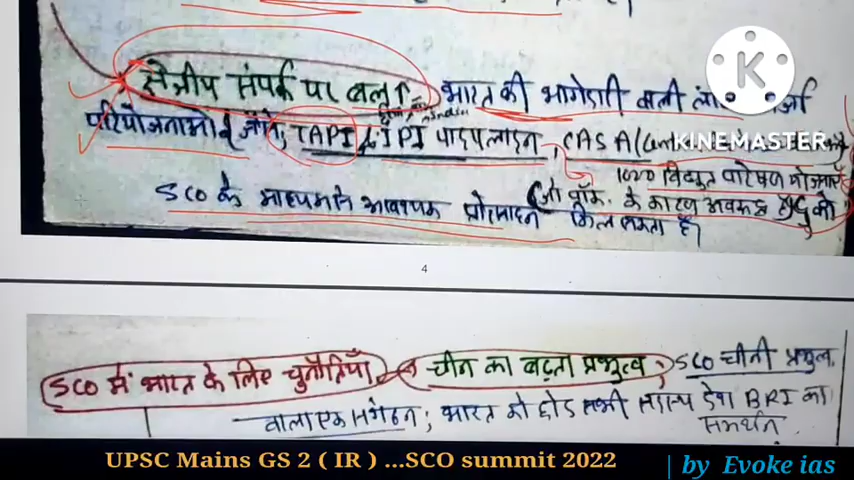 क्षेत्रीय संपर्क पर बल ↑, भारत की भागेदारी वाली
K
KINEMASTER
परियोजनाओं जैसे; TAPI & IPI पाइपलाइन, CASA
1000 विद्युत पारेषण योजनाएँ
(जो पाक. के कारण अवरूद्ध हुए को
SCO के माध्यम से आवश्यक प्रोत्साहन मिल सकता है।
4
SCO में भारत के लिए चुनौतियाँ → चीन का बढ़ता प्रभुत्व; SCO चीनी प्रभुत्व
वाला एक संगठन; भारत को छोड़ सभी सदस्य देश BRI का
समर्थन
UPSC Mains GS 2 ( IR ) ...SCO summit 2022 | by Evoke ias